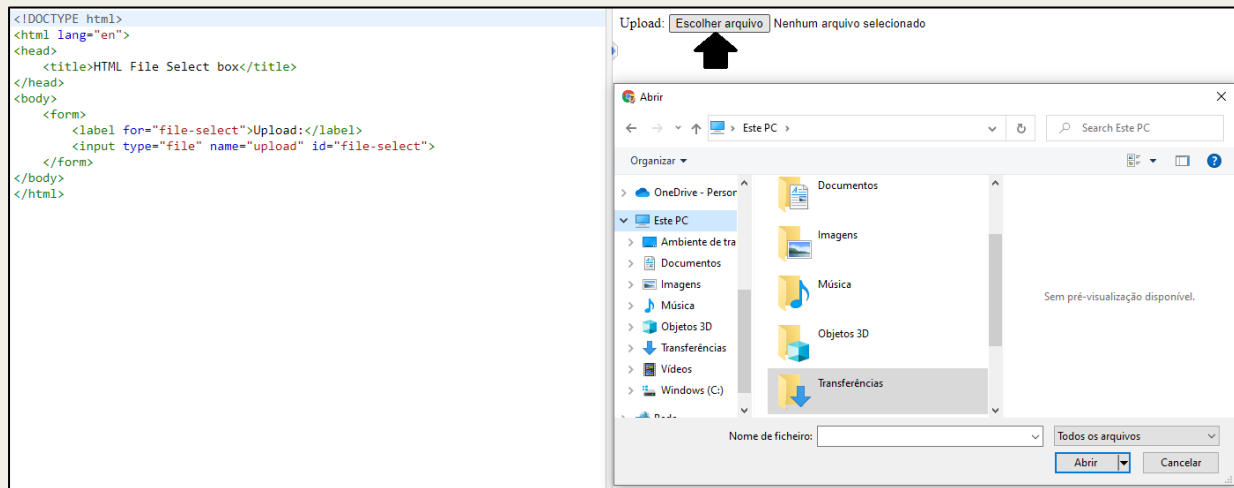 <!DOCTYPE html>
<html lang="en">
<head>
    <title>HTML File Select box</title>
</head>
<body>
    <form>
        <label for="file-select">Upload:</label>
        <input type="file" name="upload" id="file-select">
    </form>
</body>
</html>
Upload: Escolher arquivo Nenhum arquivo selecionado
Abrir
Este PC
Search Este PC
Organizar
OneDrive - Person
Este PC
Ambiente de tra
Documentos
Imagens
Música
Objetos 3D
Transferências
Vídeos
Windows (C:)
Documentos
Imagens
Música
Objetos 3D
Transferências
Sem pré-visualização disponível.
Nome de ficheiro:
Todos os arquivos
Abrir
Cancelar